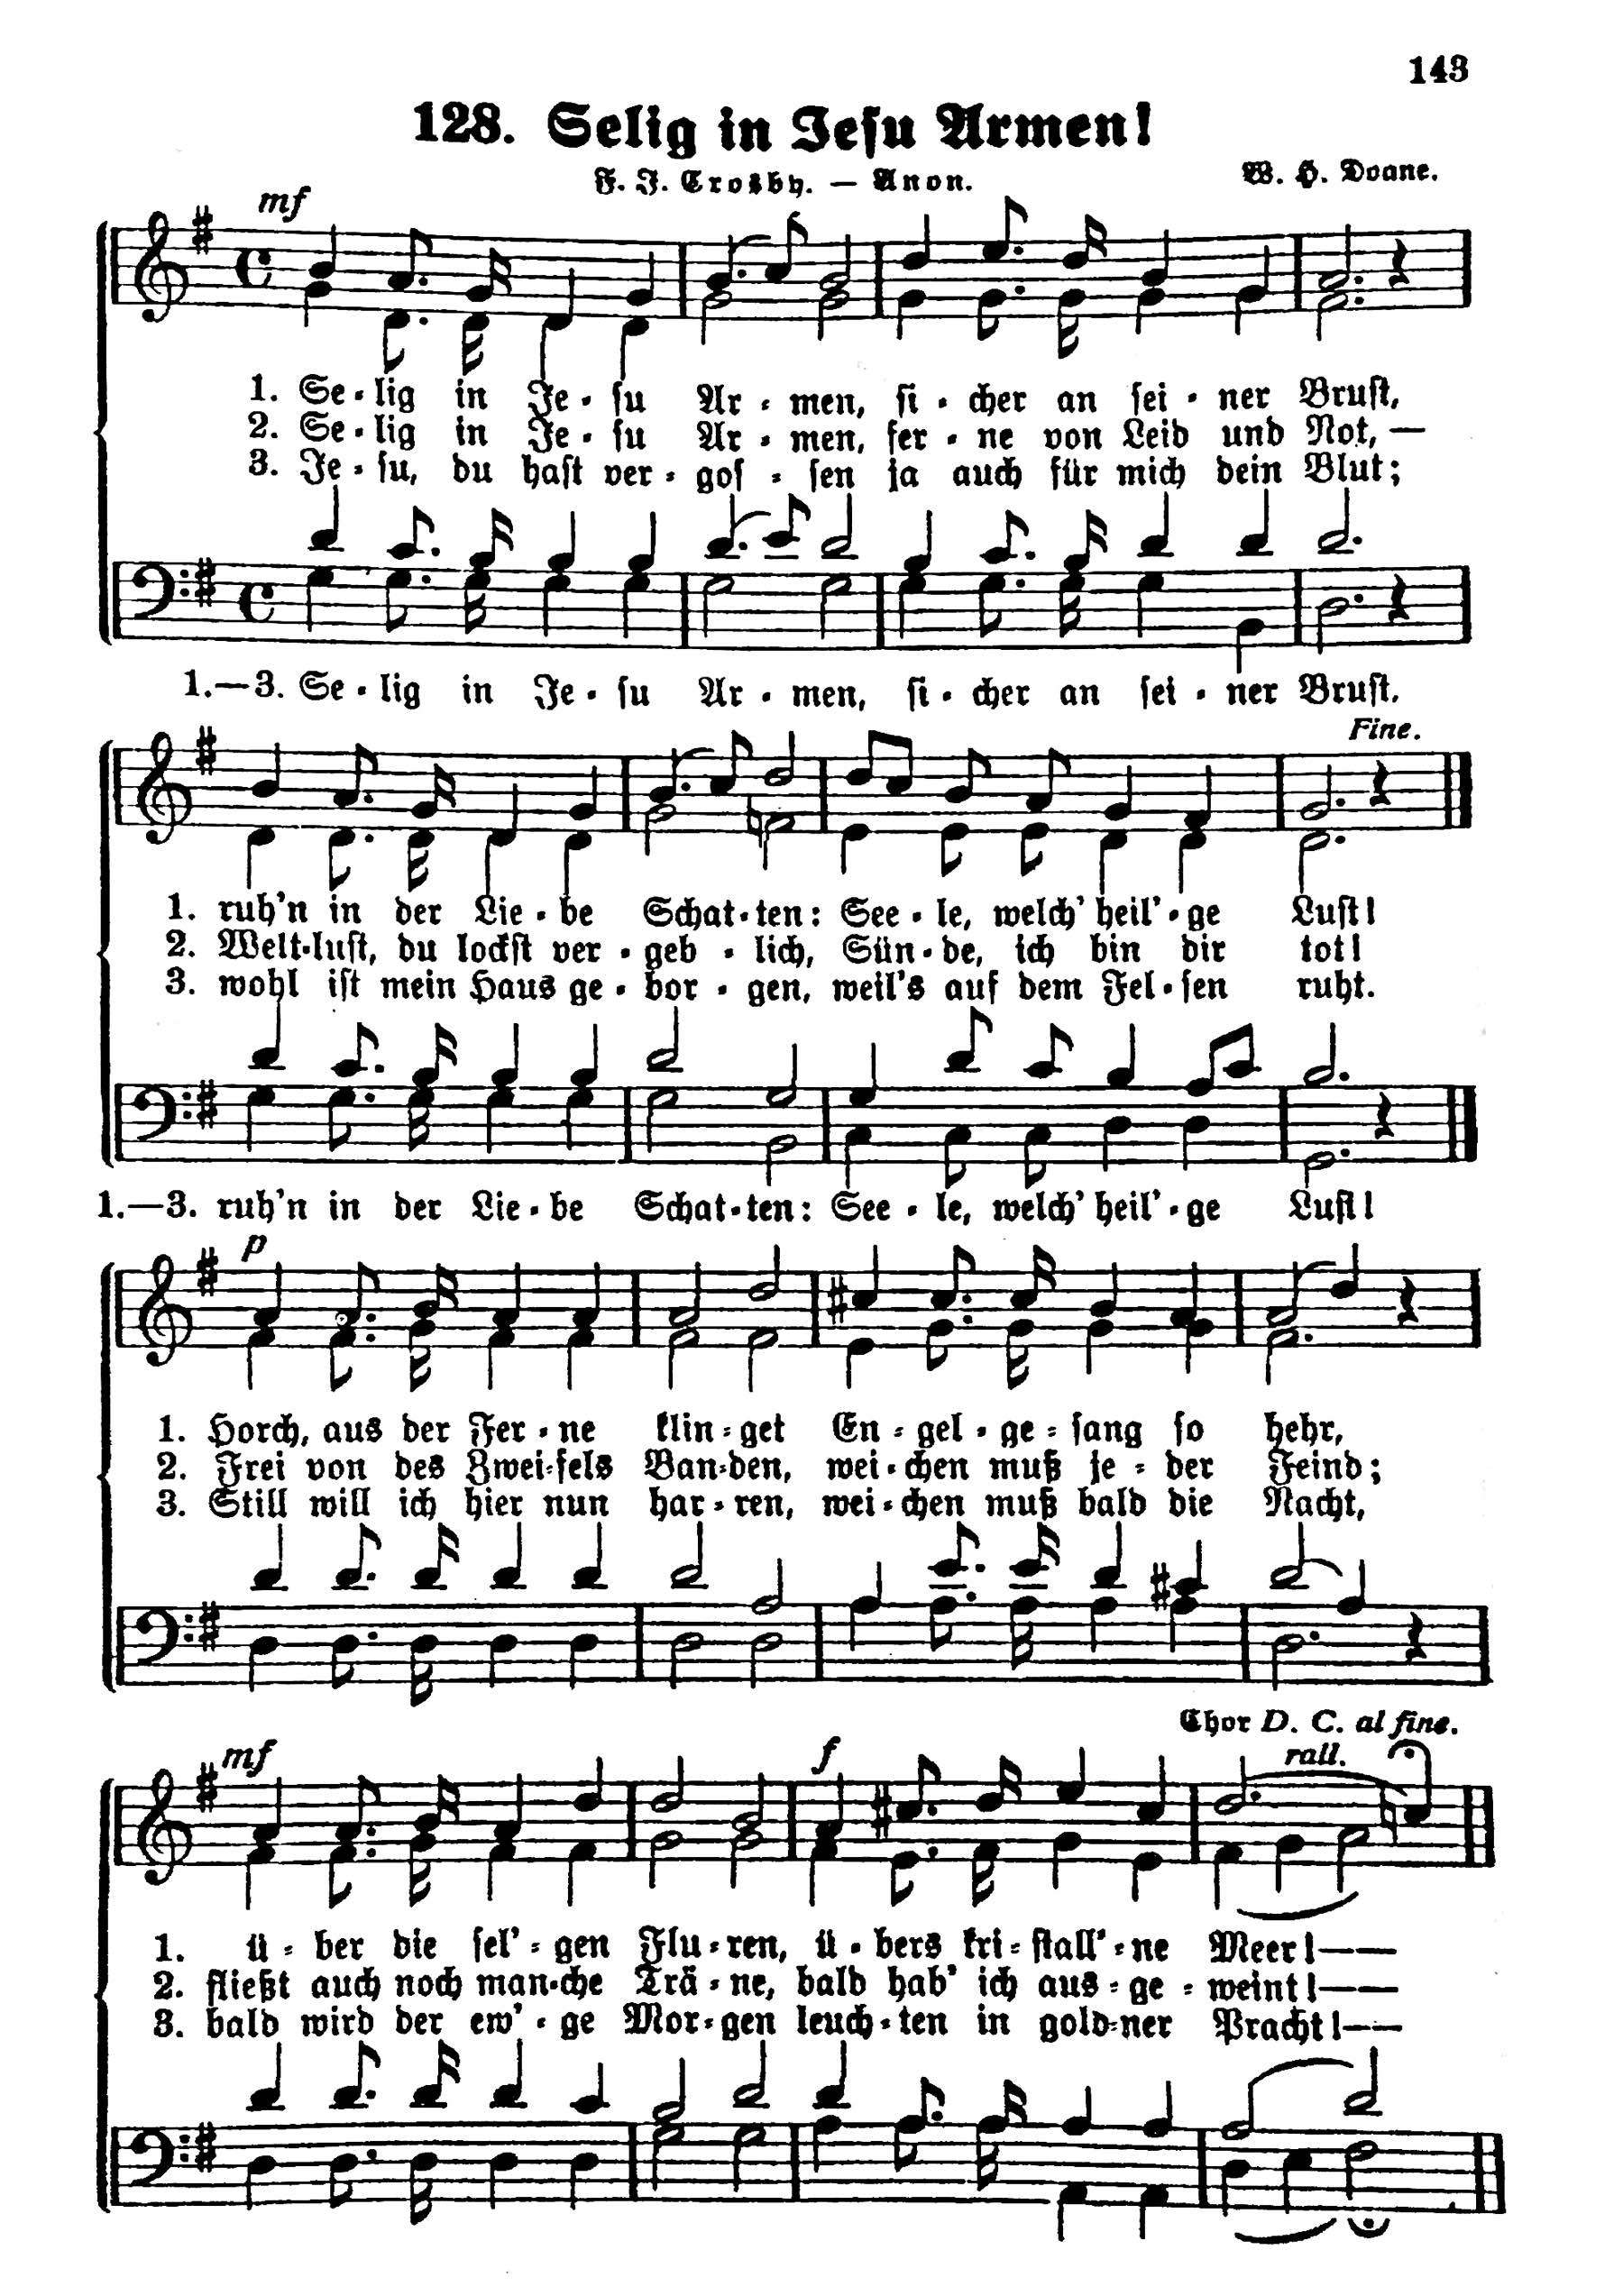 143
128. Selig in Jesu Armen!
F. J. Crosby. — Anon.
W. H. Doane.
mf
1. Se-lig in Je-su Ar-men, si-cher an sei-ner Brust,
2. Se-lig in Je-su Ar-men, fer-ne von Leid und Not, —
3. Je-su, du hast ver-gos-sen ja auch für mich dein Blut;
1.—3. Se-lig in Je-su Ar-men, si-cher an sei-ner Brust.
Fine.
1. ruh'n in der Lie-be Schat-ten: See-le, welch' heil'-ge Lust!
2. Welt-lust, du lockst ver-geb-lich, Sün-de, ich bin dir tot!
3. wohl ist mein Haus ge-bor-gen, weil's auf dem Fel-sen ruht.
1.—3. ruh'n in der Lie-be Schat-ten: See-le, welch' heil'-ge Lust!
p
1. Horch, aus der Fer-ne klin-get En-gel-ge-sang so hehr,
2. Frei von des Zwei-fels Ban-den, wei-chen muß je-der Feind;
3. Still will ich hier nun har-ren, wei-chen muß bald die Nacht,
Chor D. C. al fine.
mf f rall.
1. ü-ber die sel'-gen Flu-ren, ü-bers kri-stall'-ne Meer!——
2. fließt auch noch man-che Trä-ne, bald hab' ich aus-ge-weint!——
3. bald wird der ew'-ge Mor-gen leuch-ten in gold-ner Pracht!——